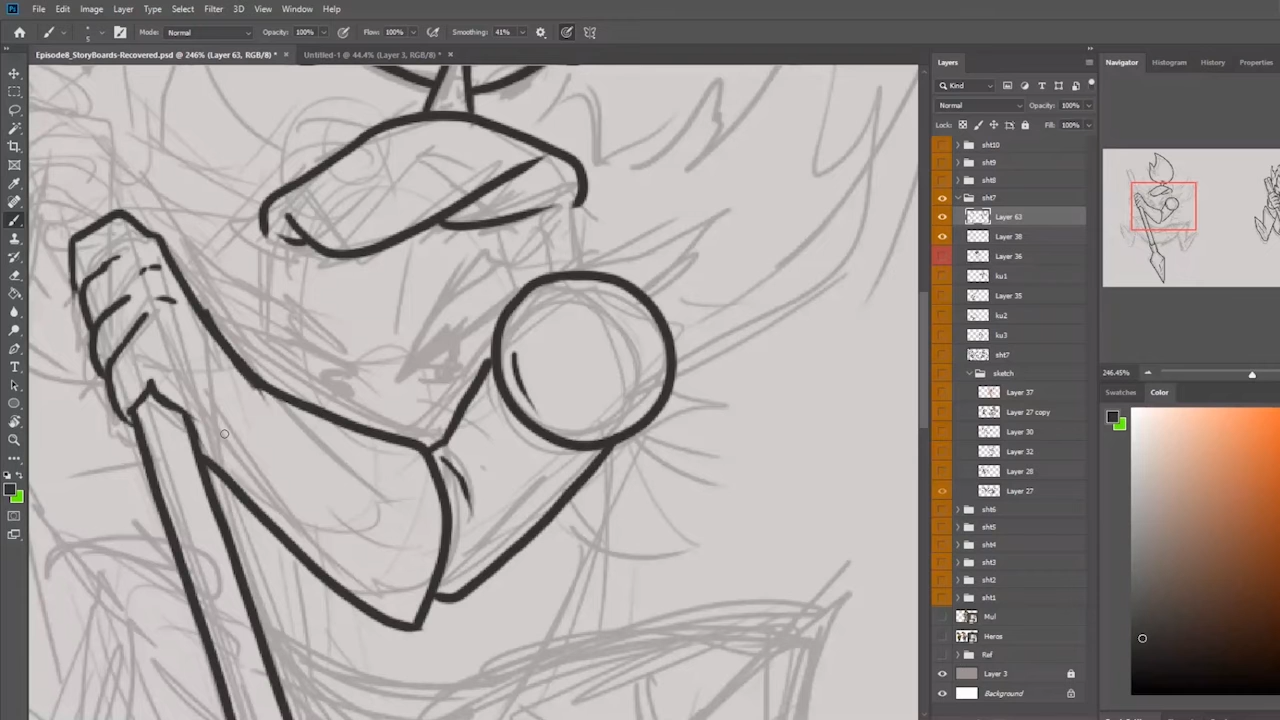 Ps File Edit Image Layer Type Select Filter 3D View Window Help
5 Mode: Normal Opacity: 100% Flow: 100% Smoothing: 41%
Episode8_StoryBoards-Recovered.psd @ 246% (Layer 63, RGB/8) * × Untitled-1 @ 44.4% (Layer 3, RGB/8) * ×
Layers
Kind
Normal Opacity: 100%
Lock: Fill: 100%
sht10
sht9
sht8
sht7
Layer 63
Layer 38
Layer 36
ku1
Layer 35
ku2
ku3
sht7
sketch
Layer 37
Layer 27 copy
Layer 30
Layer 32
Layer 28
Layer 27
sht6
sht5
sht4
sht3
sht2
sht1
Mul
Heros
Ref
Layer 3
Background
Navigator Histogram History Properties
246.45%
Swatches Color